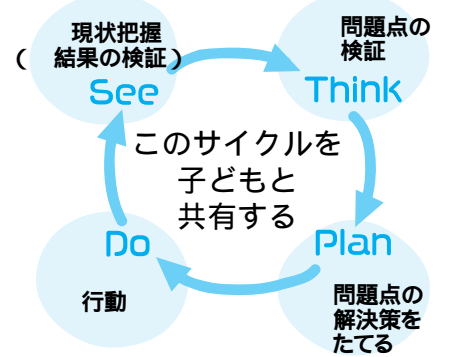 現状把握
（ 結果の検証）
See
問題点の
検証
Think
このサイクルを
子どもと
共有する
Do
行動
Plan
問題点の
解決策を
たてる